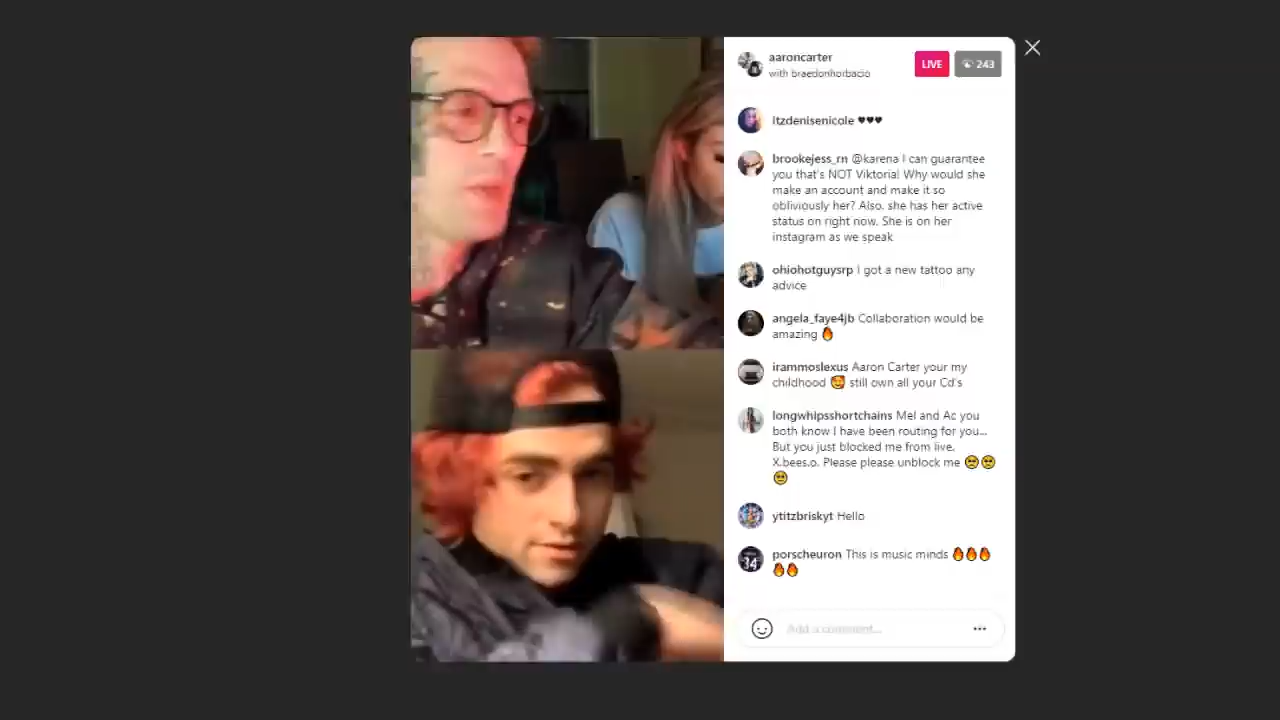 aaroncarter
with braedonhorbacio
LIVE
243
itzdenisenicole 🖤🖤🖤
brookejess_rn @karena I can guarantee
you that's NOT Viktoria! Why would she
make an account and make it so
obliviously her? Also. she has her active
status on right now. She is on her
instagram as we speak
ohiohotguysrp I got a new tattoo any
advice
angela_faye4jb Collaboration would be
amazing 🔥
irammoslexus Aaron Carter your my
childhood 🥰 still own all your Cd's
longwhipsshortchains Mel and Ac you
both know I have been routing for you...
But you just blocked me from live.
X.bees.o. Please please unblock me 🥺🥺
🥺
ytitzbriskyt Hello
34
porscheuron This is music minds 🔥🔥🔥
🔥🔥
Add a comment...